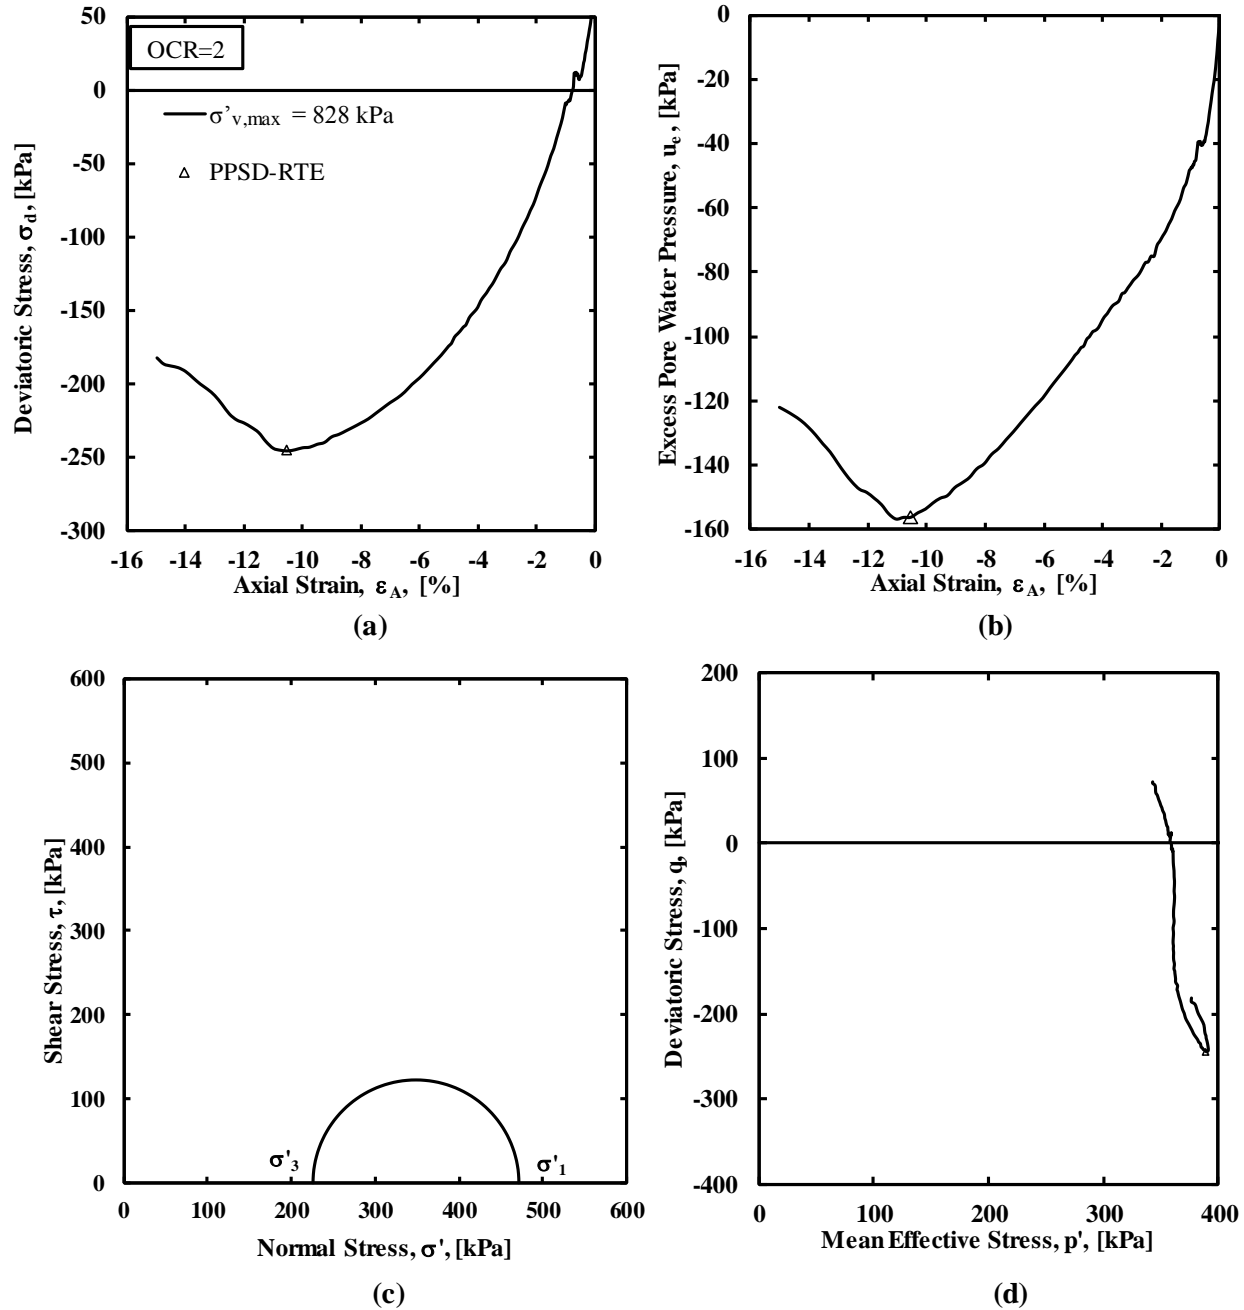 Deviatoric Stress, σd, [kPa]
50
0
-50
-100
-150
-200
-250
-300
OCR=2
σ'v,max = 828 kPa
PPSD-RTE
-16 -14 -12 -10 -8 -6 -4 -2 0
Axial Strain, εA, [%]
(a)
Excess Pore Water Pressure, ue, [kPa]
0
-20
-40
-60
-80
-100
-120
-140
-160
-16 -14 -12 -10 -8 -6 -4 -2 0
Axial Strain, εA, [%]
(b)
Shear Stress, τ, [kPa]
600
500
400
300
200
100
0
σ'3
σ'1
0 100 200 300 400 500 600
Normal Stress, σ', [kPa]
(c)
Deviatoric Stress, q, [kPa]
200
100
0
-100
-200
-300
-400
0 100 200 300 400
Mean Effective Stress, p', [kPa]
(d)